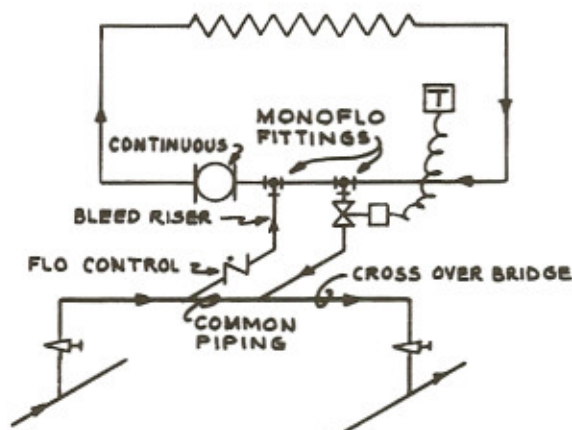 T
MONOFLO
FITTINGS
CONTINUOUS
BLEED RISER
FLO CONTROL
CROSS OVER BRIDGE
COMMON
PIPING